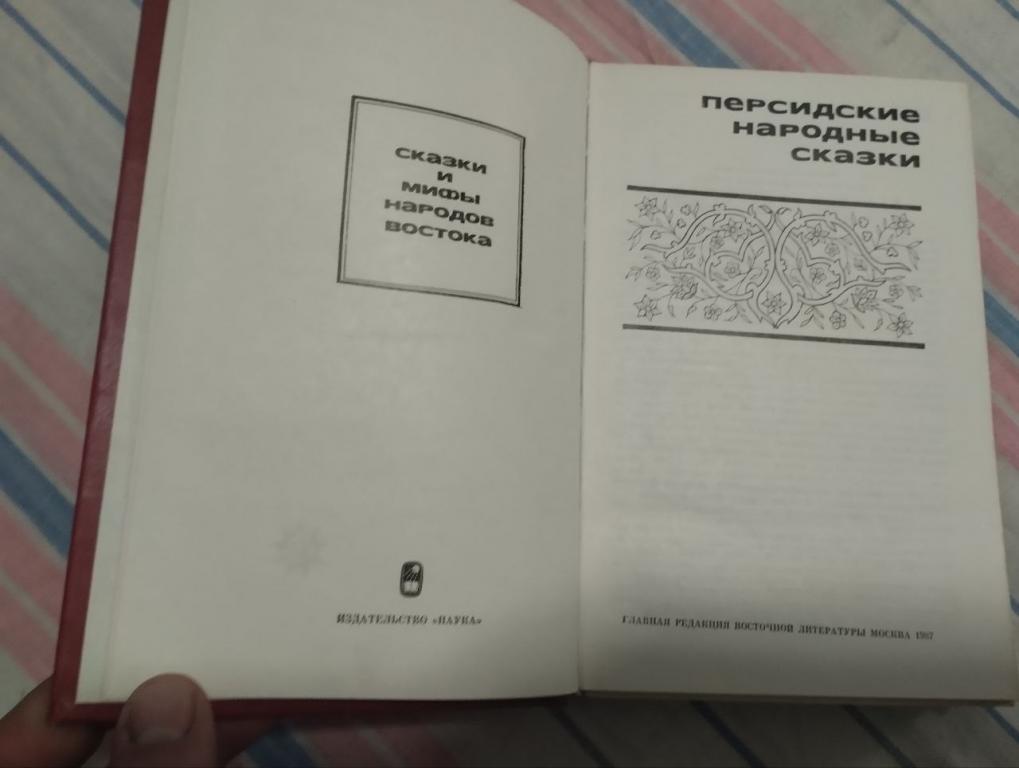 сказки
и
мифы
народов
востока
ИЗДАТЕЛЬСТВО «НАУКА»
персидские
народные
сказки
ГЛАВНАЯ РЕДАКЦИЯ ВОСТОЧНОЙ ЛИТЕРАТУРЫ МОСКВА 1987